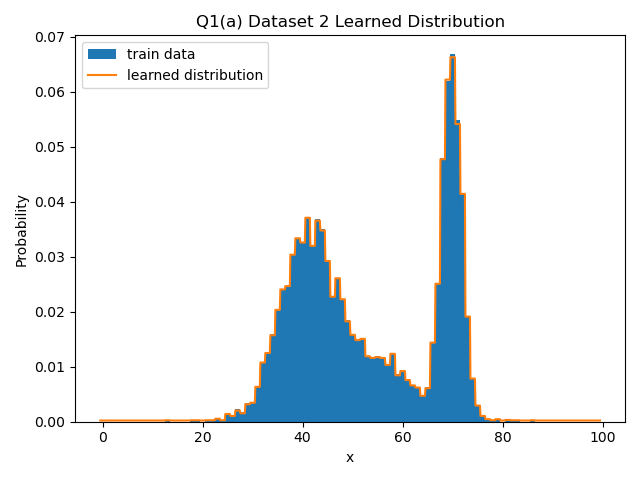 Q1(a) Dataset 2 Learned Distribution
train data
learned distribution
Probability
0.07
0.06
0.05
0.04
0.03
0.02
0.01
0.00
0 20 40 60 80 100
x